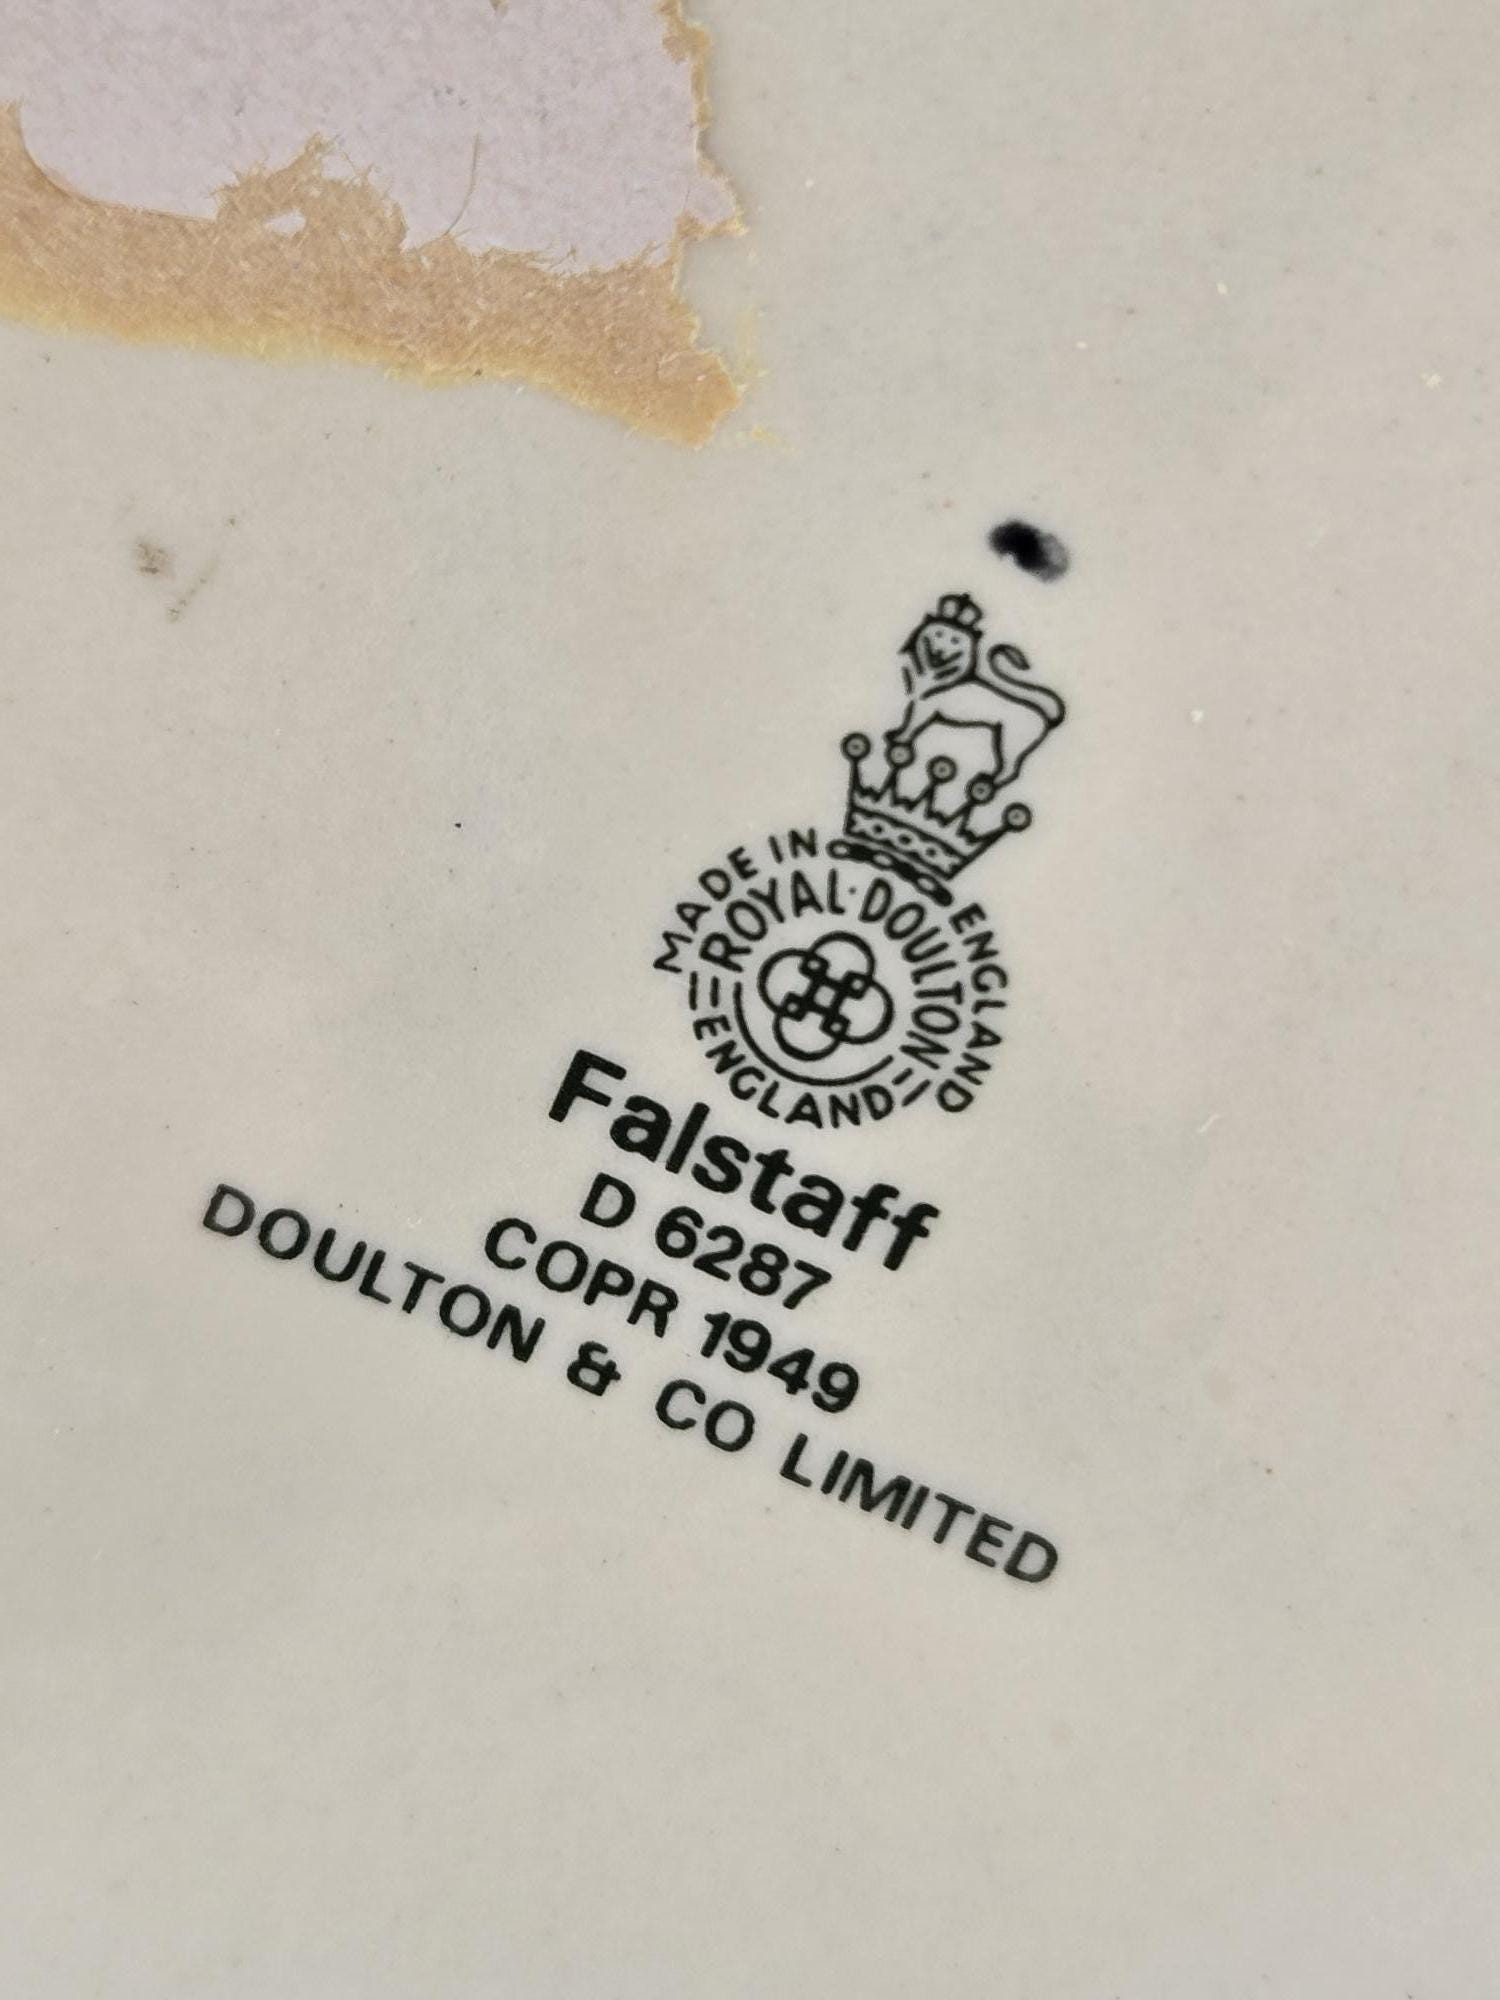 MADE IN ENGLAND
ROYAL·DOULTON
ENGLAND
Falstaff
D 6287
COPR 1949
DOULTON & CO LIMITED